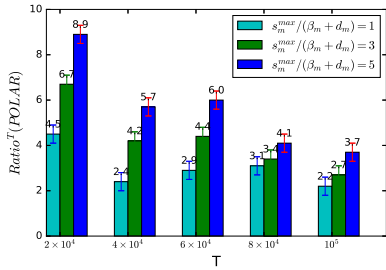 10
8
6
4
2
0
Ratio^T(POLAR)
s_m^{max}/(β_m + d_m) = 1
s_m^{max}/(β_m + d_m) = 3
s_m^{max}/(β_m + d_m) = 5
4.5 6.7 8.9
2.4 4.2 5.7
2.9 4.4 6.0
3.1 3.4 4.1
2.2 2.7 3.7
2 × 10^4 4 × 10^4 6 × 10^4 8 × 10^4 10^5
T